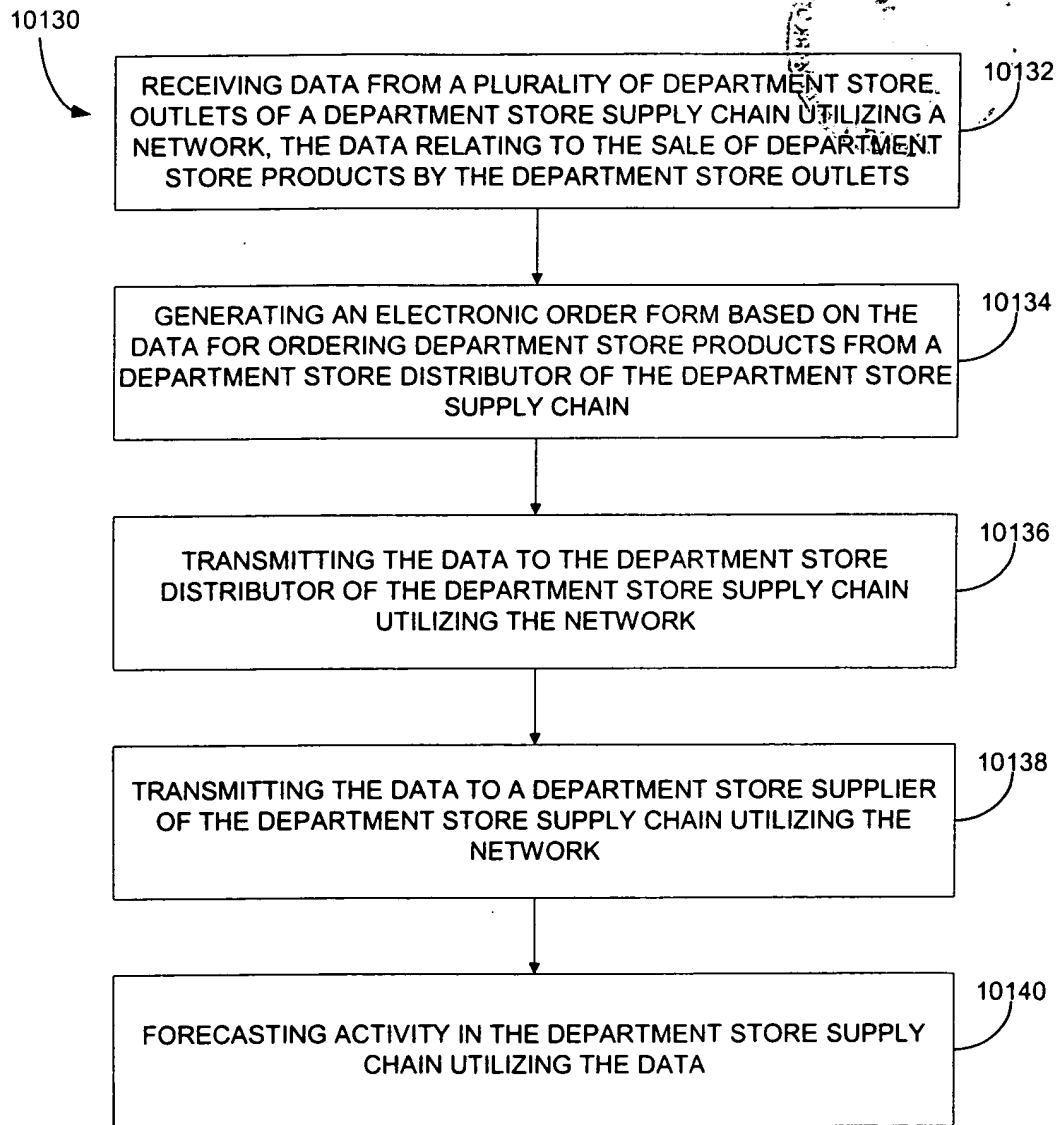 10130
10132
RECEIVING DATA FROM A PLURALITY OF DEPARTMENT STORE
OUTLETS OF A DEPARTMENT STORE SUPPLY CHAIN UTILIZING A
NETWORK, THE DATA RELATING TO THE SALE OF DEPARTMENT
STORE PRODUCTS BY THE DEPARTMENT STORE OUTLETS
10134
GENERATING AN ELECTRONIC ORDER FORM BASED ON THE
DATA FOR ORDERING DEPARTMENT STORE PRODUCTS FROM A
DEPARTMENT STORE DISTRIBUTOR OF THE DEPARTMENT STORE
SUPPLY CHAIN
10136
TRANSMITTING THE DATA TO THE DEPARTMENT STORE
DISTRIBUTOR OF THE DEPARTMENT STORE SUPPLY CHAIN
UTILIZING THE NETWORK
10138
TRANSMITTING THE DATA TO A DEPARTMENT STORE SUPPLIER
OF THE DEPARTMENT STORE SUPPLY CHAIN UTILIZING THE
NETWORK
10140
FORECASTING ACTIVITY IN THE DEPARTMENT STORE SUPPLY
CHAIN UTILIZING THE DATA